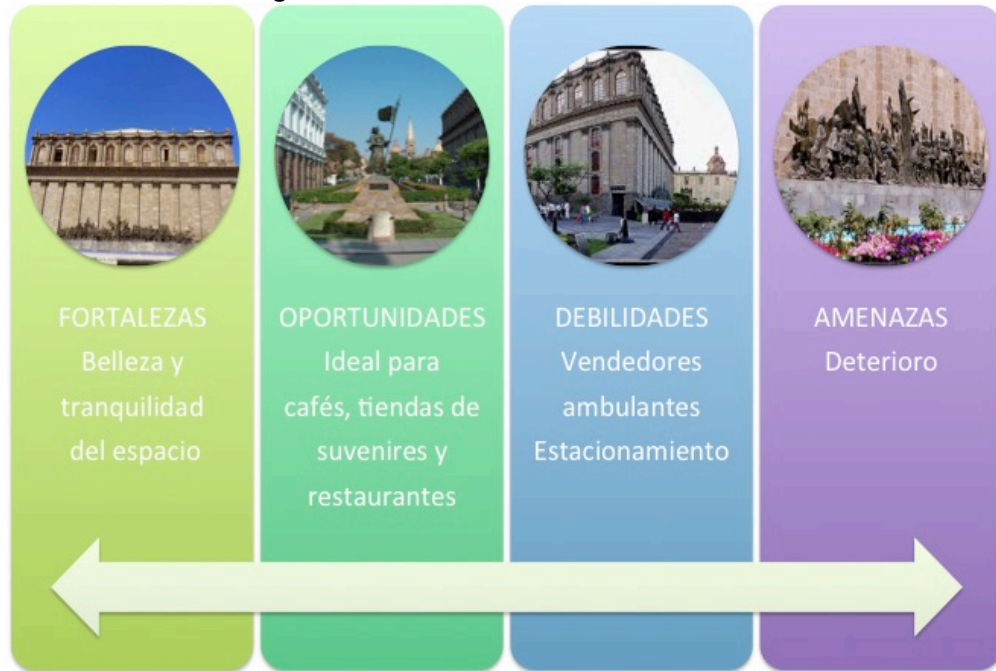 FORTALEZAS
Belleza y
tranquilidad
del espacio
OPORTUNIDADES
Ideal para
cafés, tiendas de
suvenires y
restaurantes
DEBILIDADES
Vendedores
ambulantes
Estacionamiento
AMENAZAS
Deterioro